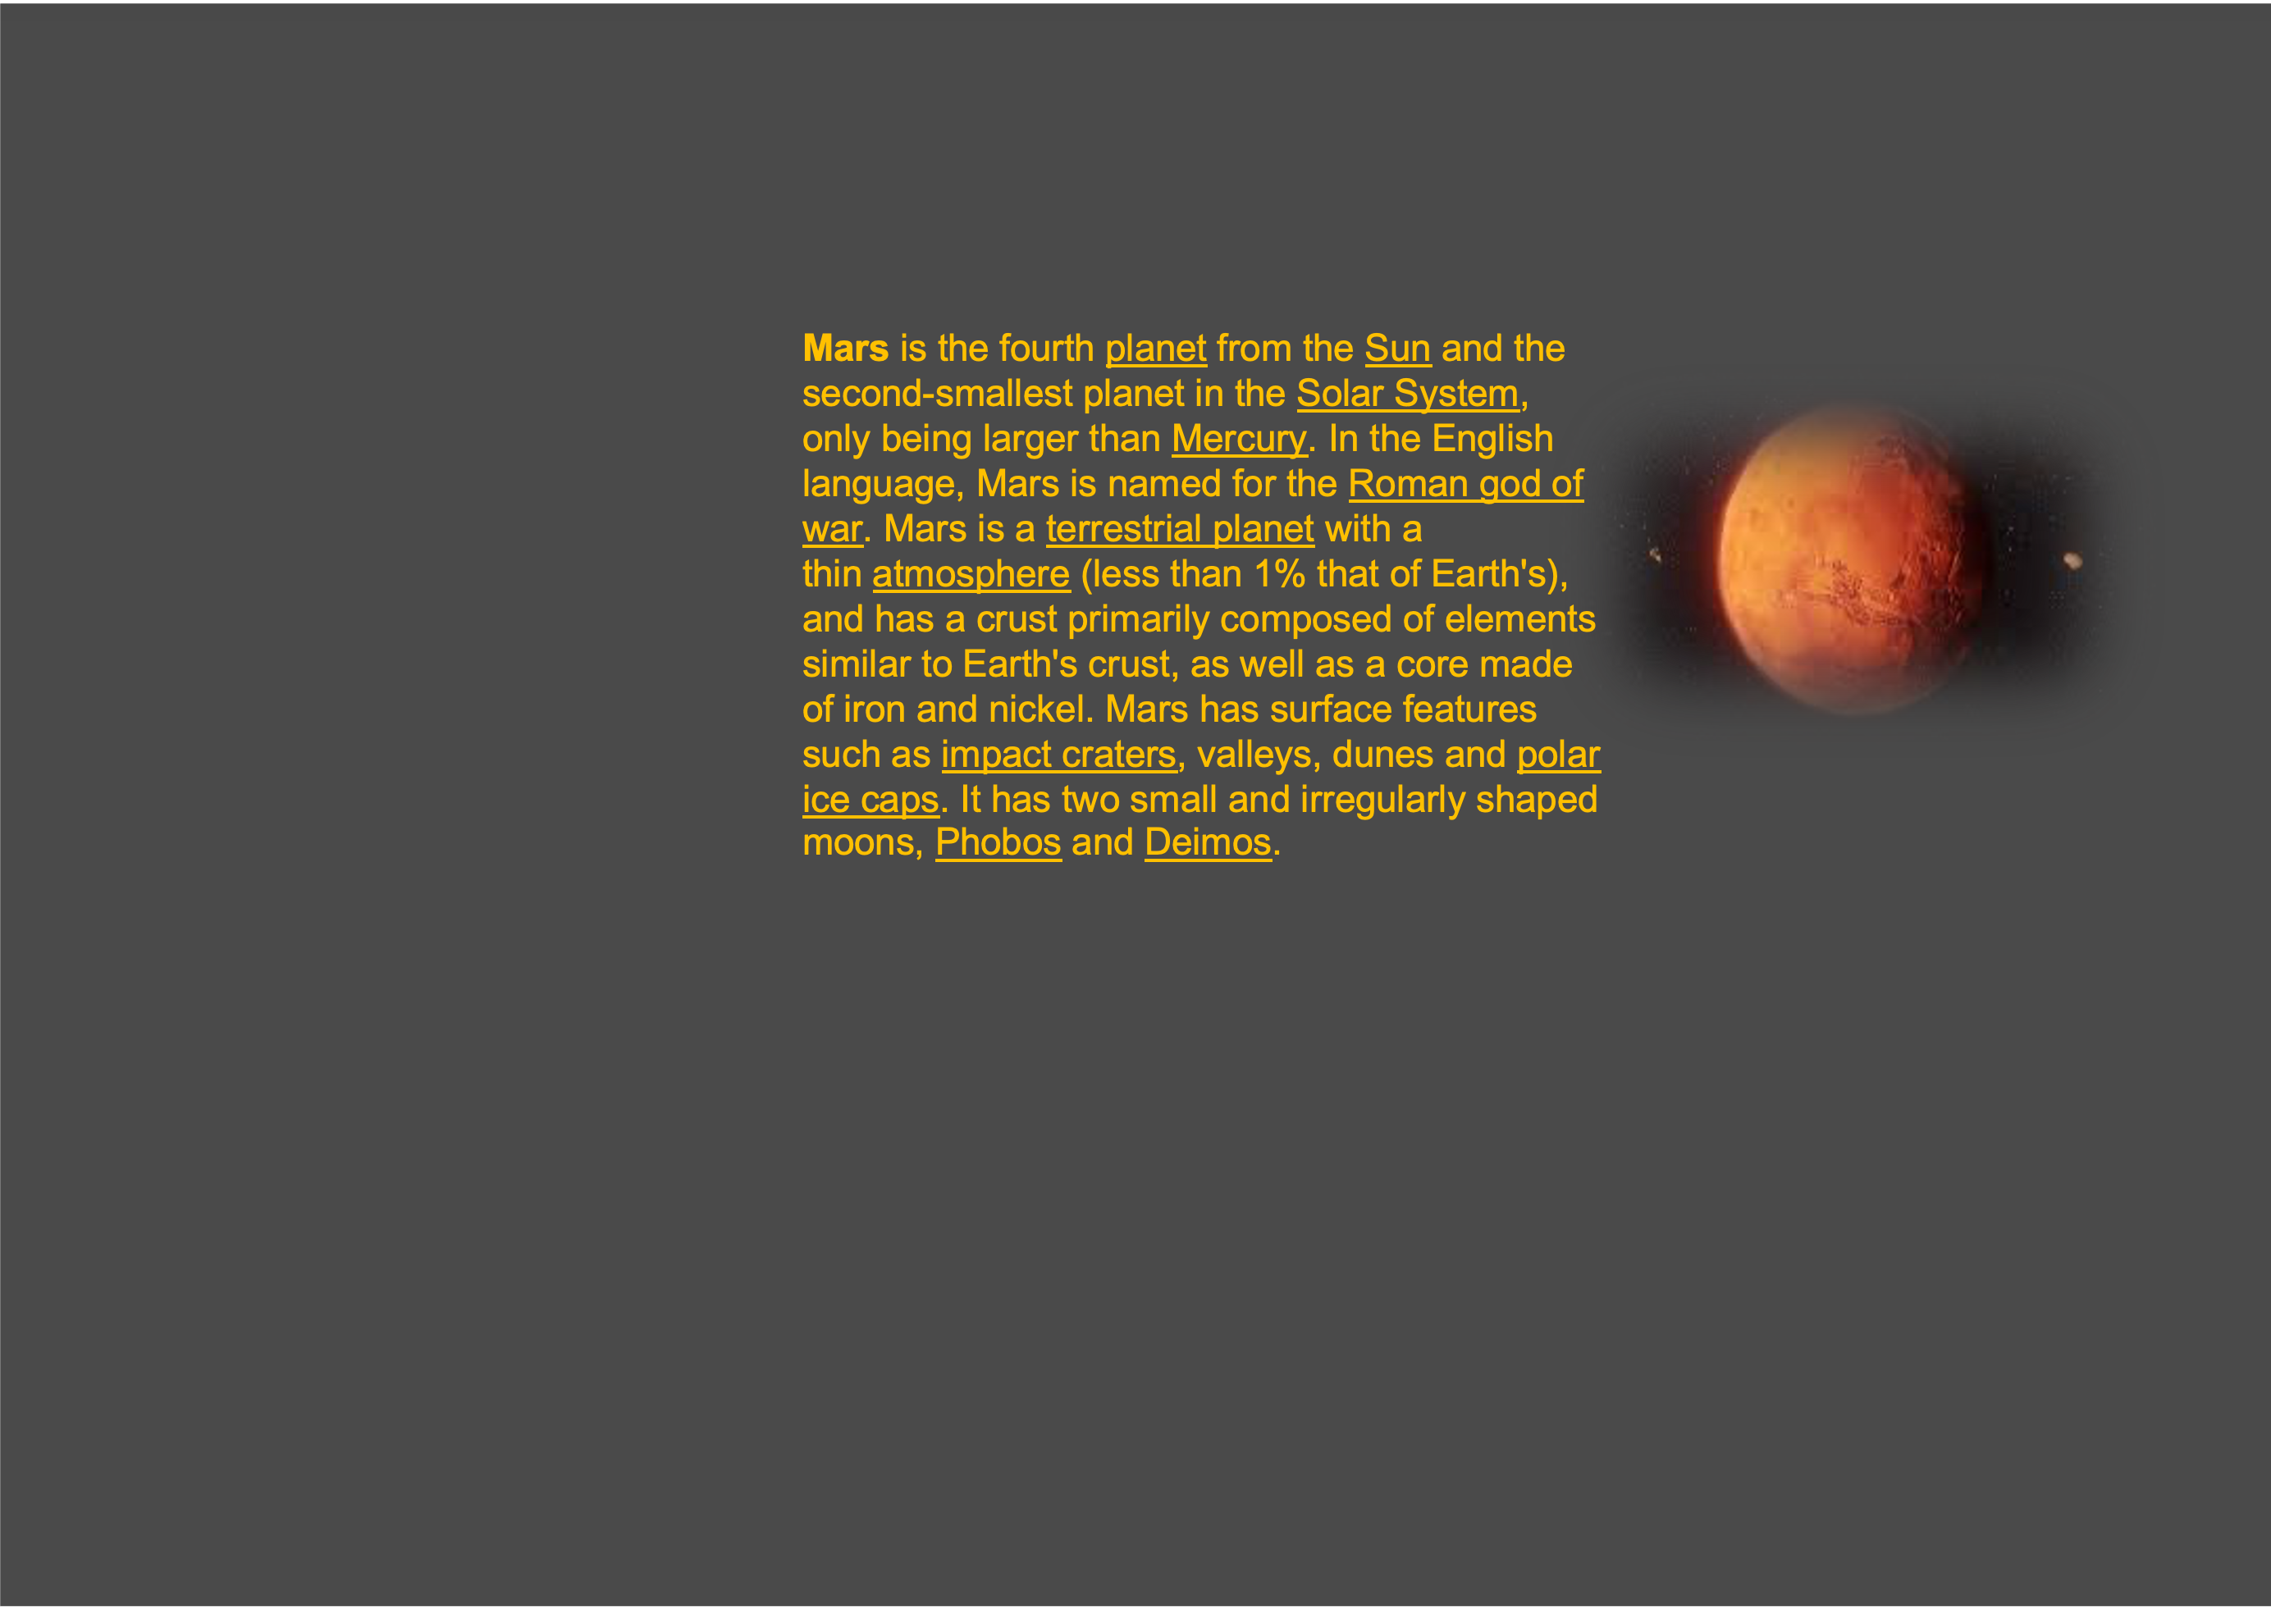 Mars is the fourth planet from the Sun and the
second-smallest planet in the Solar System,
only being larger than Mercury. In the English
language, Mars is named for the Roman god of
war. Mars is a terrestrial planet with a
thin atmosphere (less than 1% that of Earth's),
and has a crust primarily composed of elements
similar to Earth's crust, as well as a core made
of iron and nickel. Mars has surface features
such as impact craters, valleys, dunes and polar
ice caps. It has two small and irregularly shaped
moons, Phobos and Deimos.